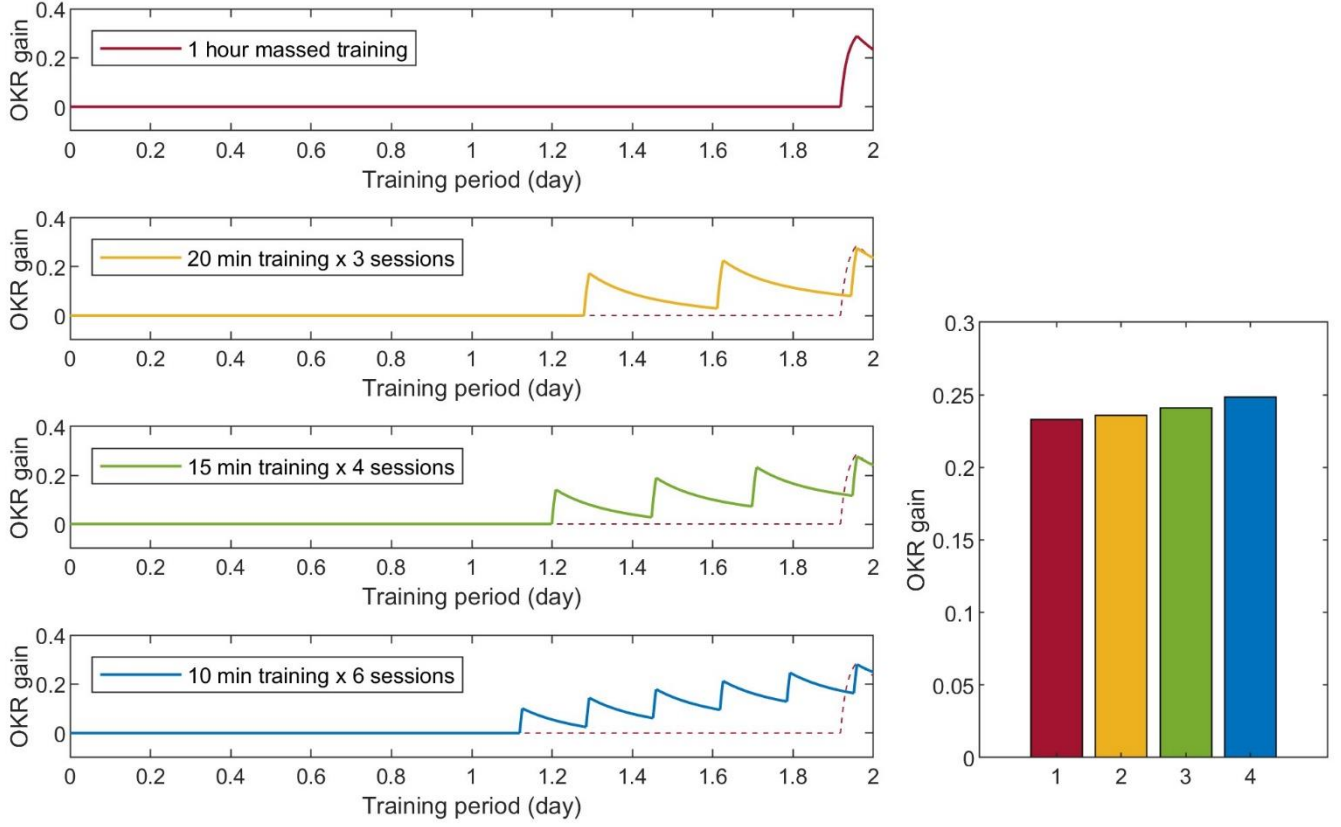 0.4
0.2
0
OKR gain
1 hour massed training
0 0.2 0.4 0.6 0.8 1 1.2 1.4 1.6 1.8 2
Training period (day)
0.4
0.2
0
OKR gain
20 min training x 3 sessions
0 0.2 0.4 0.6 0.8 1 1.2 1.4 1.6 1.8 2
Training period (day)
0.4
0.2
0
OKR gain
15 min training x 4 sessions
0 0.2 0.4 0.6 0.8 1 1.2 1.4 1.6 1.8 2
Training period (day)
0.4
0.2
0
OKR gain
10 min training x 6 sessions
0 0.2 0.4 0.6 0.8 1 1.2 1.4 1.6 1.8 2
Training period (day)
0.3
0.25
0.2
0.15
0.1
0.05
0
OKR gain
1 2 3 4